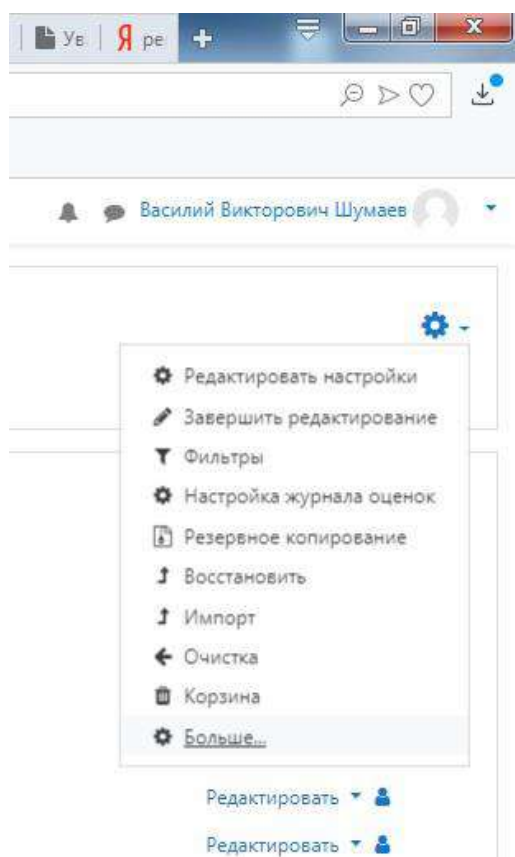 Ув Я ре
Василий Викторович Шумаев
Редактировать настройки
Завершить редактирование
Фильтры
Настройка журнала оценок
Резервное копирование
Восстановить
Импорт
Очистка
Корзина
Больше...
Редактировать
Редактировать